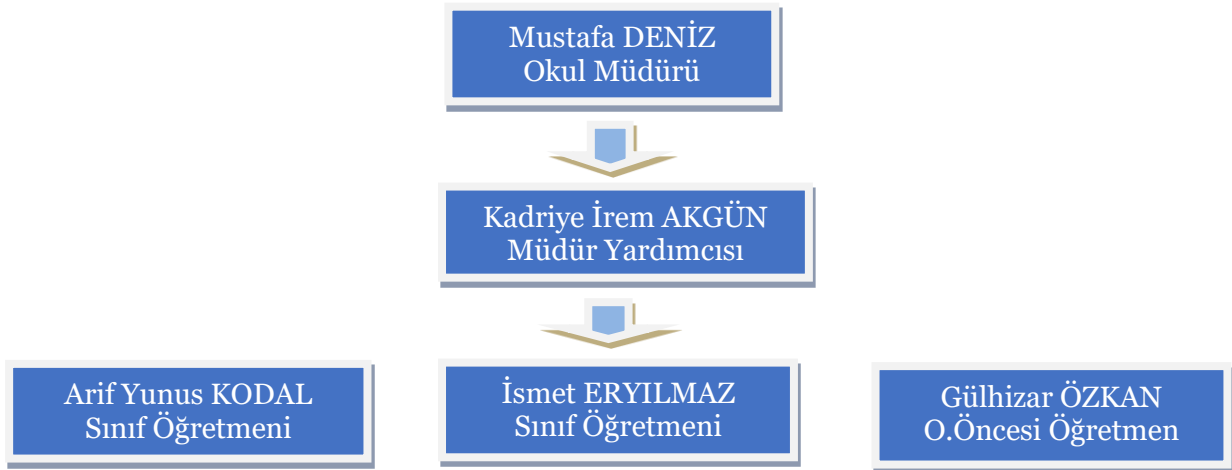 Mustafa DENİZ
Okul Müdürü
Kadriye İrem AKGÜN
Müdür Yardımcısı
Arif Yunus KODAL
Sınıf Öğretmeni
İsmet ERYILMAZ
Sınıf Öğretmeni
Gülhizar ÖZKAN
O.Öncesi Öğretmen